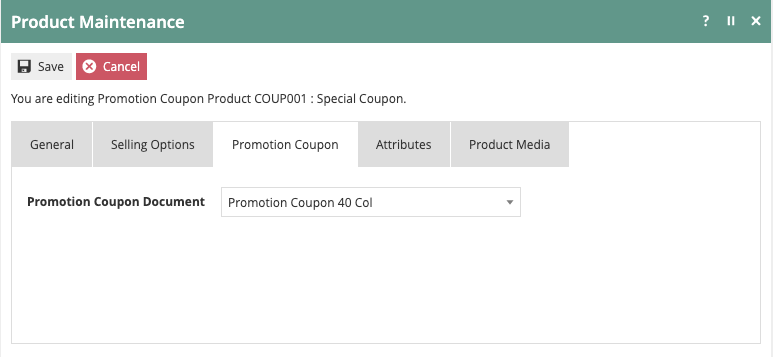 Product Maintenance ?
Save Cancel
You are editing Promotion Coupon Product COUP001 : Special Coupon.
General Selling Options Promotion Coupon Attributes Product Media
Promotion Coupon Document Promotion Coupon 40 Col